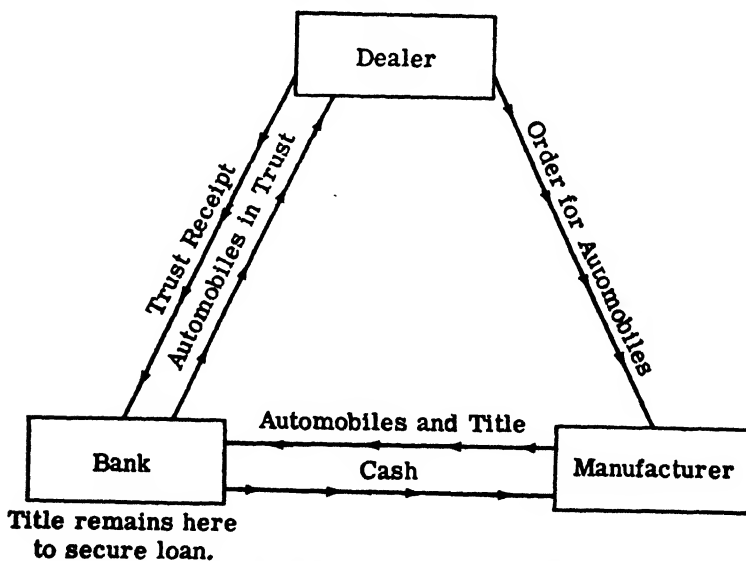 Dealer
Trust Receipt
Automobiles in Trust
Order for Automobiles
Automobiles and Title
Bank
Cash
Manufacturer
Title remains here
to secure loan.